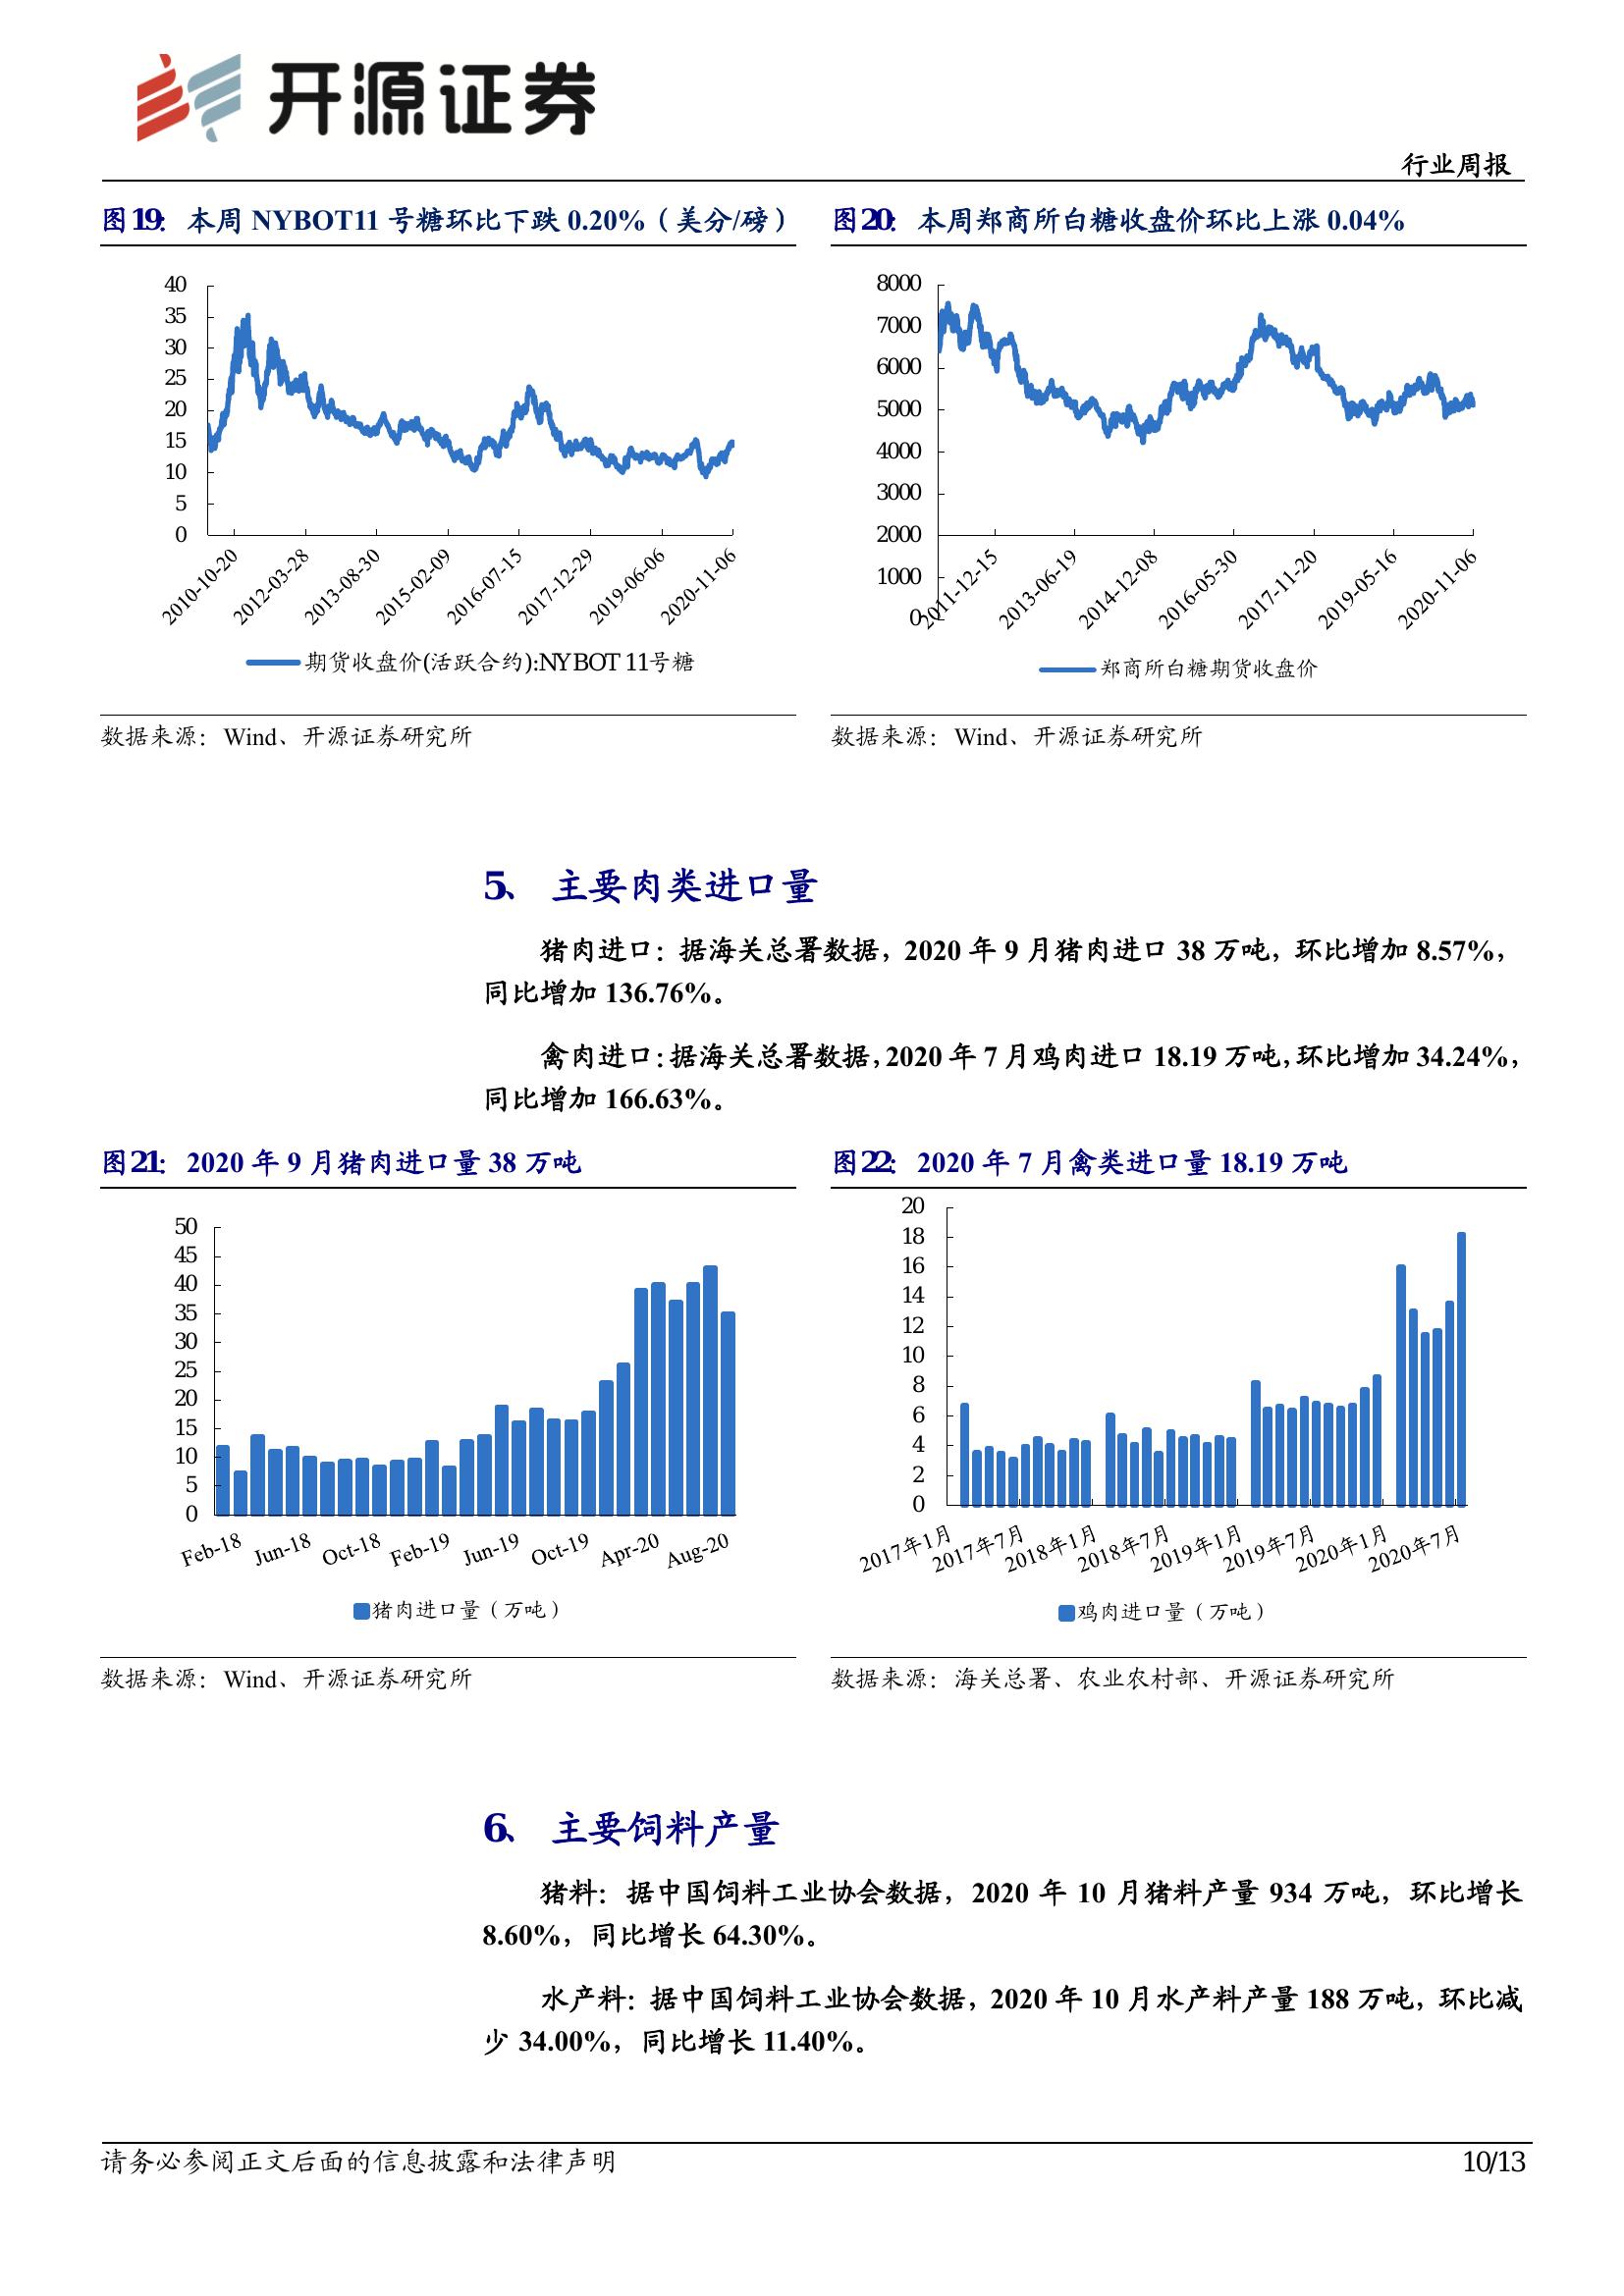 开源证券
行业周报
图19： 本周 NYBOT11 号糖环比下跌 0.20%（美分/磅）
40
35
30
25
20
15
10
5
0
2010-10-20
2012-03-28
2013-08-30
2015-02-09
2016-07-15
2017-12-29
2019-06-06
2020-11-06
期货收盘价(活跃合约):NYBOT 11号糖
数据来源：Wind、开源证券研究所
图20： 本周郑商所白糖收盘价环比上涨 0.04%
8000
7000
6000
5000
4000
3000
2000
1000
0
2011-12-15
2013-06-19
2014-12-08
2016-05-30
2017-11-20
2019-05-16
2020-11-06
郑商所白糖期货收盘价
数据来源：Wind、开源证券研究所
5、 主要肉类进口量
猪肉进口：据海关总署数据，2020 年 9 月猪肉进口 38 万吨，环比增加 8.57%，
同比增加 136.76%。
禽肉进口：据海关总署数据，2020 年 7 月鸡肉进口 18.19 万吨，环比增加 34.24%，
同比增加 166.63%。
图21： 2020 年 9 月猪肉进口量 38 万吨
50
45
40
35
30
25
20
15
10
5
0
Feb-18
Jun-18
Oct-18
Feb-19
Jun-19
Oct-19
Apr-20
Aug-20
猪肉进口量（万吨）
数据来源：Wind、开源证券研究所
图22： 2020 年 7 月禽类进口量 18.19 万吨
20
18
16
14
12
10
8
6
4
2
0
2017年1月
2017年7月
2018年1月
2018年7月
2019年1月
2019年7月
2020年1月
2020年7月
鸡肉进口量（万吨）
数据来源：海关总署、农业农村部、开源证券研究所
6、 主要饲料产量
猪料：据中国饲料工业协会数据，2020 年 10 月猪料产量 934 万吨，环比增长
8.60%，同比增长 64.30%。
水产料：据中国饲料工业协会数据，2020 年 10 月水产料产量 188 万吨，环比减
少 34.00%，同比增长 11.40%。
请务必参阅正文后面的信息披露和法律声明
10/13